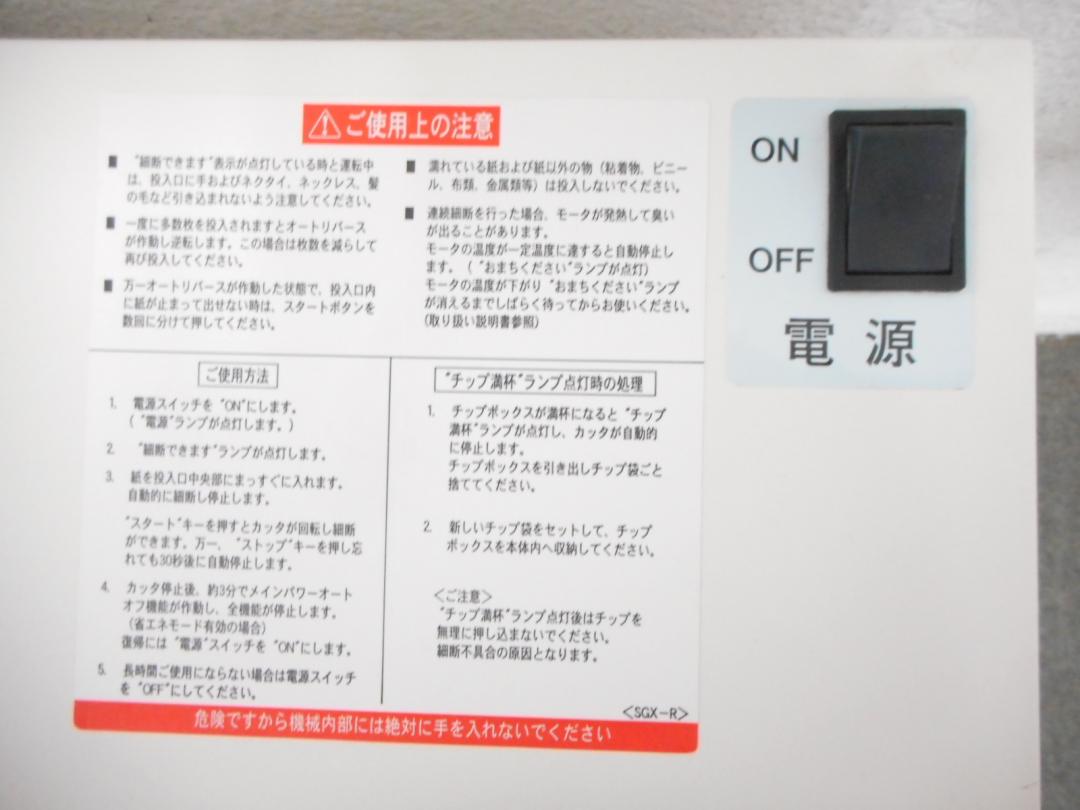 ⚠ご使用上の注意
■ "細断できます"表示が点灯している時と運転中
は、投入口に手およびネクタイ、ネックレス、髪
の毛など引き込まれないよう注意してください。
■ 一度に多数枚を投入されますとオートリバース
が作動し逆転します。この場合は枚数を減らして
再び投入してください。
■ 万一オートリバースが作動した状態で、投入口内
に紙が止まって出せない時は、スタートボタンを
数回に分けて押してください。
■ 濡れている紙および紙以外の物（粘着物、ビニー
ル、布類、金属類等）は投入しないでください。
■ 連続細断を行った場合、モータが発熱して臭い
が出ることがあります。
モータの温度が一定温度に達すると自動停止し
ます。（"おまちください"ランプが点灯）
モータの温度が下がり"おまちください"ランプ
が消えるまでしばらく待ってからお使いください。
（取り扱い説明書参照）
ご使用方法
1. 電源スイッチを"ON"にします。
（"電源"ランプが点灯します。）
2. "細断できます"ランプが点灯します。
3. 紙を投入口中央部にまっすぐに入れます。
自動的に細断し停止します。
"スタート"キーを押すとカッタが回転し細断
ができます。万一、"ストップ"キーを押し忘
れても30秒後に自動停止します。
4. カッタ停止後、約3分でメインパワーオート
オフ機能が作動し、全機能が停止します。
（省エネモード有効の場合）
復帰には"電源"スイッチを"ON"にします。
5. 長時間ご使用にならない場合は電源スイッチ
を"OFF"にしてください。
"チップ満杯"ランプ点灯時の処理
1. チップボックスが満杯になると"チップ
満杯"ランプが点灯し、カッタが自動的
に停止します。
チップボックスを引き出しチップ袋ごと
捨ててください。
2. 新しいチップ袋をセットして、チップ
ボックスを本体内へ収納してください。
＜ご注意＞
"チップ満杯"ランプ点灯後はチップを
無理に押し込まないでください。
細断不具合の原因となります。
＜SGX−R＞
危険ですから機械内部には絶対に手を入れないでください
ON
OFF
電源